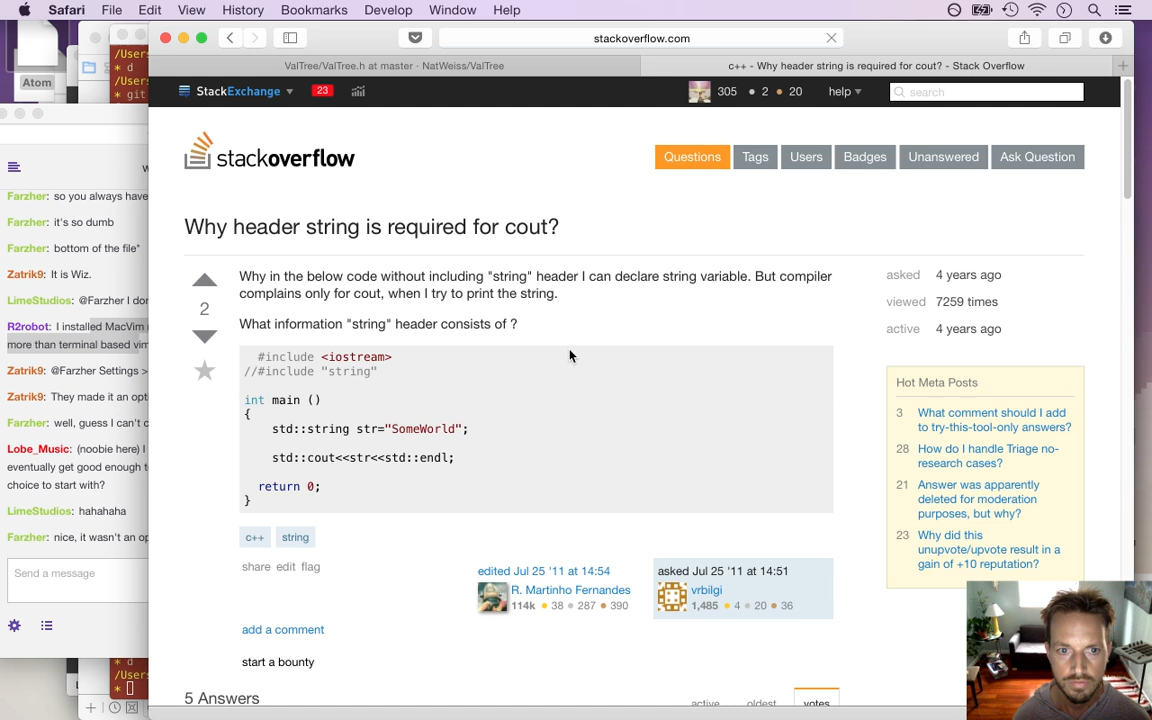 Safari File Edit View History Bookmarks Develop Window Help
Atom
/Users
* d
/Users
* git
stackoverflow.com
ValTree/ValTree.h at master · NatWeiss/ValTree
c++ - Why header string is required for cout? - Stack Overflow
StackExchange 23 305 2 20 help search
stackoverflow
Questions Tags Users Badges Unanswered Ask Question
Farzher: so you always have
Farzher: it's so dumb
Farzher: bottom of the file*
Zatrik9: It is Wiz.
LimeStudios: @Farzher I don
R2robot: I installed MacVim
more than terminal based vim
Zatrik9: @Farzher Settings >
Zatrik9: They made it an opti
Farzher: well, guess I can't c
Lobe_Music: (noobie here) I
eventually get good enough t
choice to start with?
LimeStudios: hahahaha
Farzher: nice, it wasn't an op
Send a message
* d
/Users
*
Why header string is required for cout?
2
Why in the below code without including "string" header I can declare string variable. But compiler
complains only for cout, when I try to print the string.
What information "string" header consists of ?
#include <iostream>
//#include "string"
int main ()
{
std::string str="SomeWorld";
std::cout<<str<<std::endl;
return 0;
}
c++ string
share edit flag
edited Jul 25 '11 at 14:54
R. Martinho Fernandes
114k 38 287 390
asked Jul 25 '11 at 14:51
vrbilgi
1,485 4 20 36
add a comment
start a bounty
5 Answers
active oldest votes
asked 4 years ago
viewed 7259 times
active 4 years ago
Hot Meta Posts
3 What comment should I add
to try-this-tool-only answers?
28 How do I handle Triage no-
research cases?
21 Answer was apparently
deleted for moderation
purposes, but why?
23 Why did this
unupvote/upvote result in a
gain of +10 reputation?